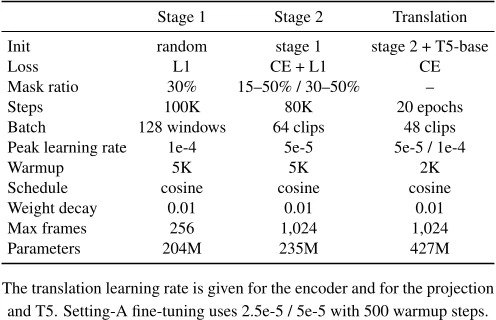 Stage 1 Stage 2 Translation
Init random stage 1 stage 2 + T5-base
Loss L1 CE + L1 CE
Mask ratio 30% 15–50% / 30–50% –
Steps 100K 80K 20 epochs
Batch 128 windows 64 clips 48 clips
Peak learning rate 1e-4 5e-5 5e-5 / 1e-4
Warmup 5K 5K 2K
Schedule cosine cosine cosine
Weight decay 0.01 0.01 0.01
Max frames 256 1,024 1,024
Parameters 204M 235M 427M
The translation learning rate is given for the encoder and for the projection
and T5. Setting-A fine-tuning uses 2.5e-5 / 5e-5 with 500 warmup steps.